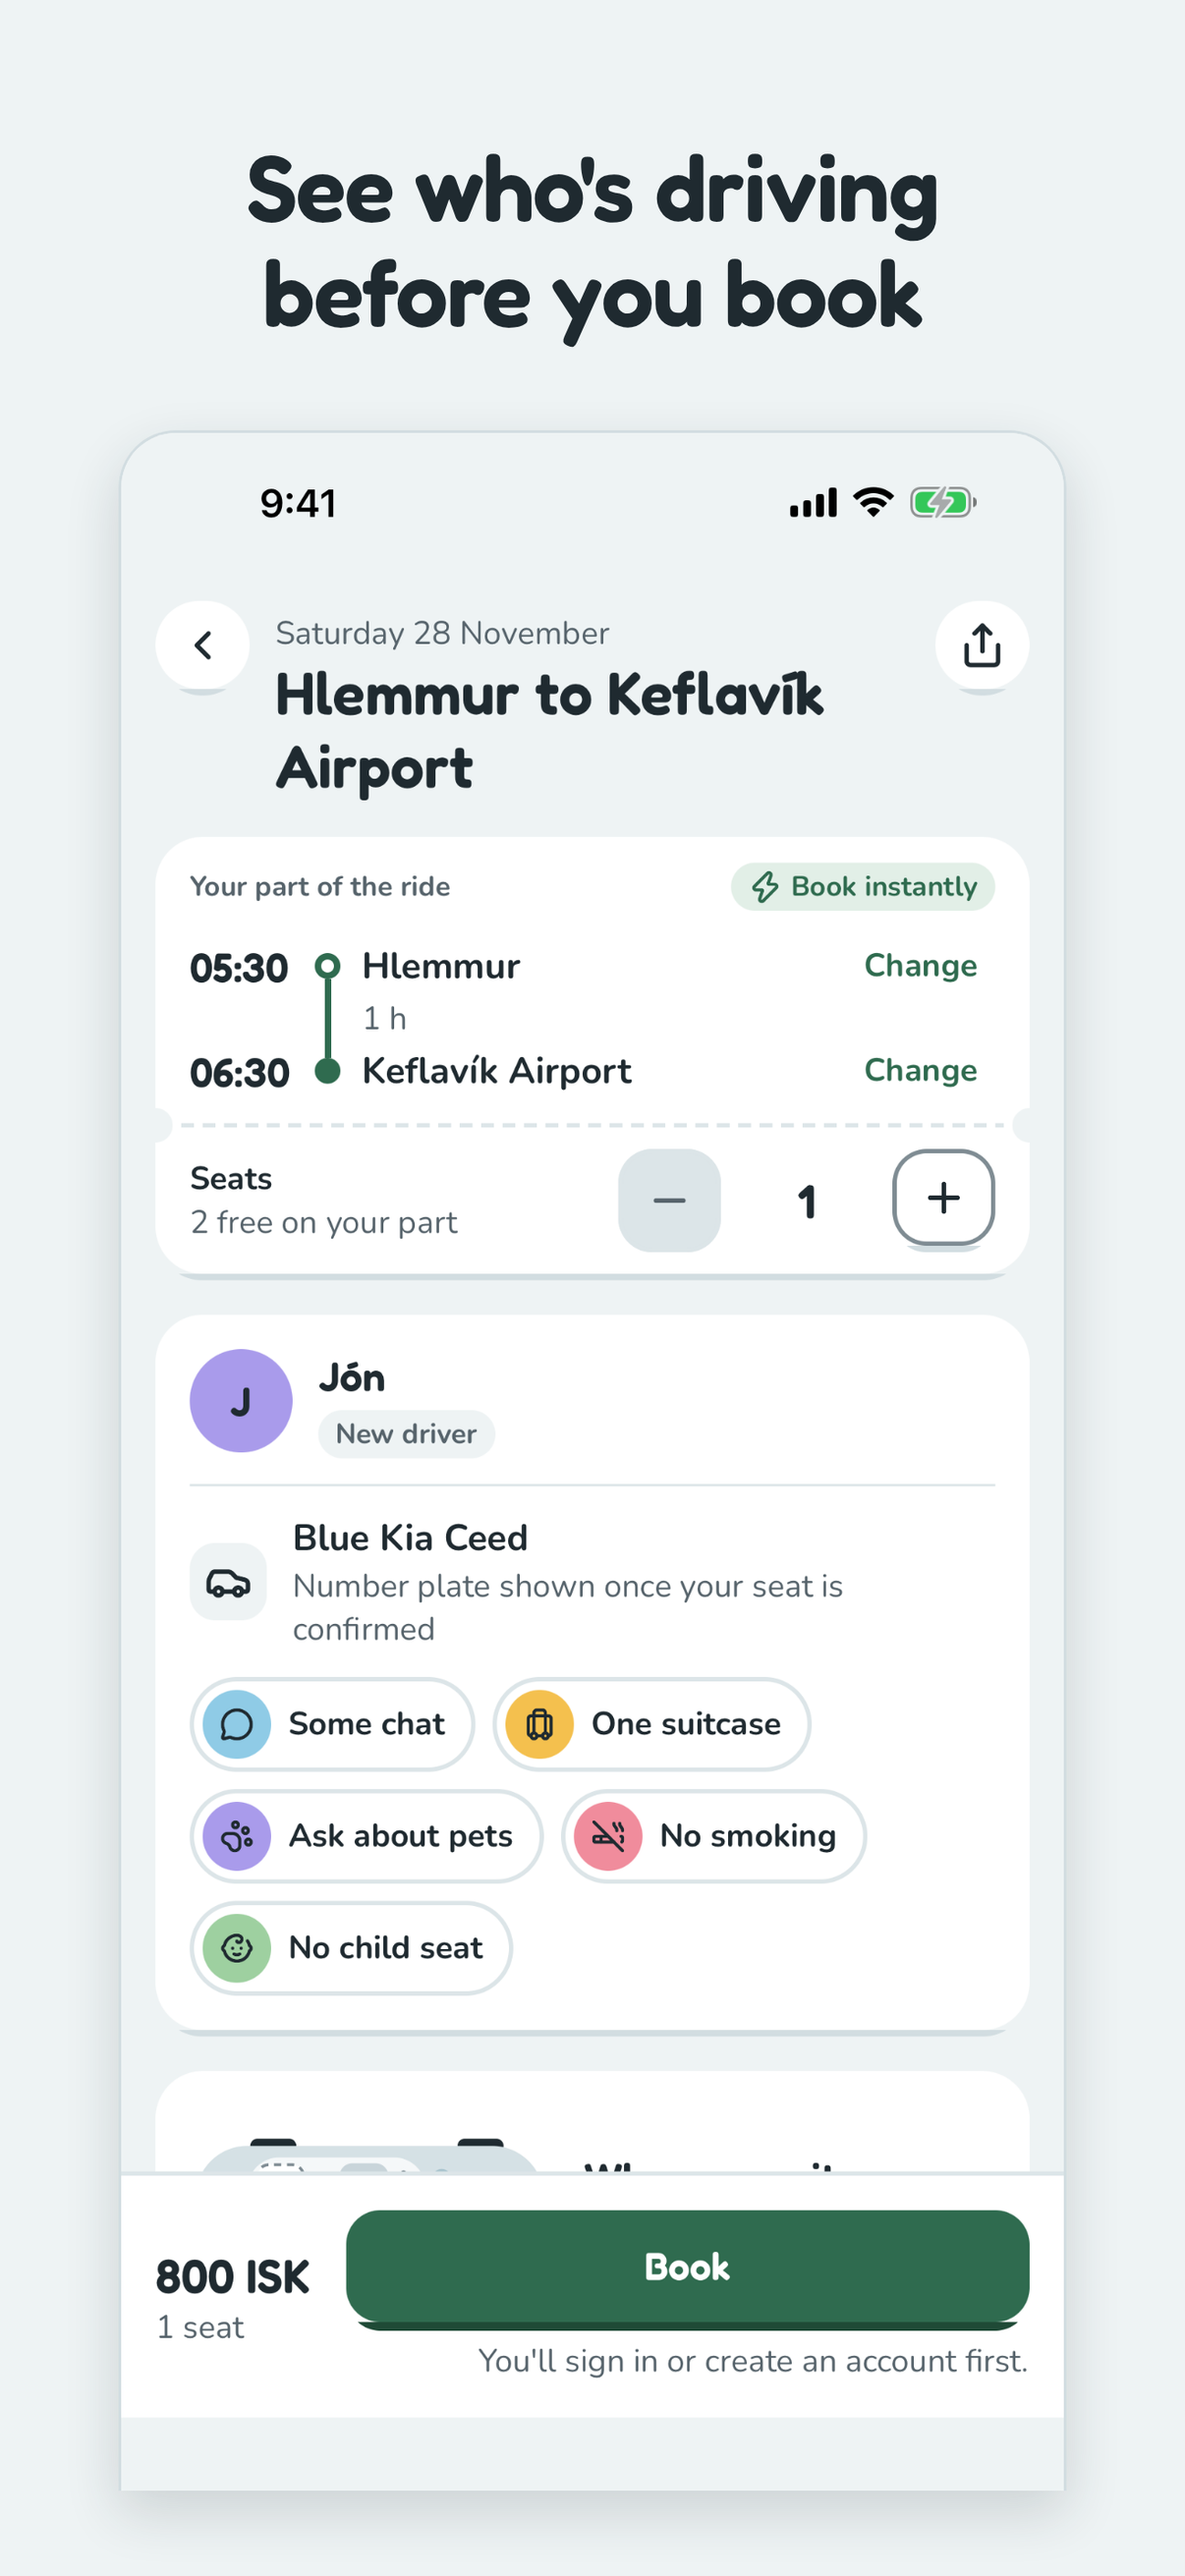 See who's driving
before you book
9:41
Saturday 28 November
Hlemmur to Keflavík
Airport
Your part of the ride
Book instantly
05:30
Hlemmur
Change
1 h
06:30
Keflavík Airport
Change
Seats
2 free on your part
1
J
Jón
New driver
Blue Kia Ceed
Number plate shown once your seat is
confirmed
Some chat
One suitcase
Ask about pets
No smoking
No child seat
800 ISK
1 seat
Book
You'll sign in or create an account first.